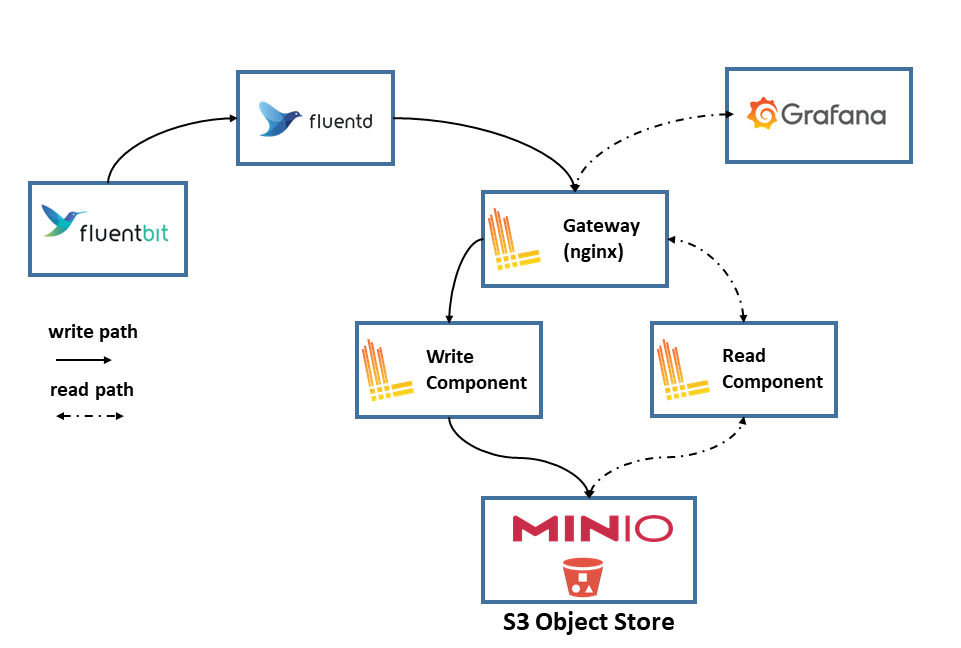 fluentd
Grafana
fluentbit
Gateway
(nginx)
write path
read path
Write
Component
Read
Component
MINIO
S3 Object Store